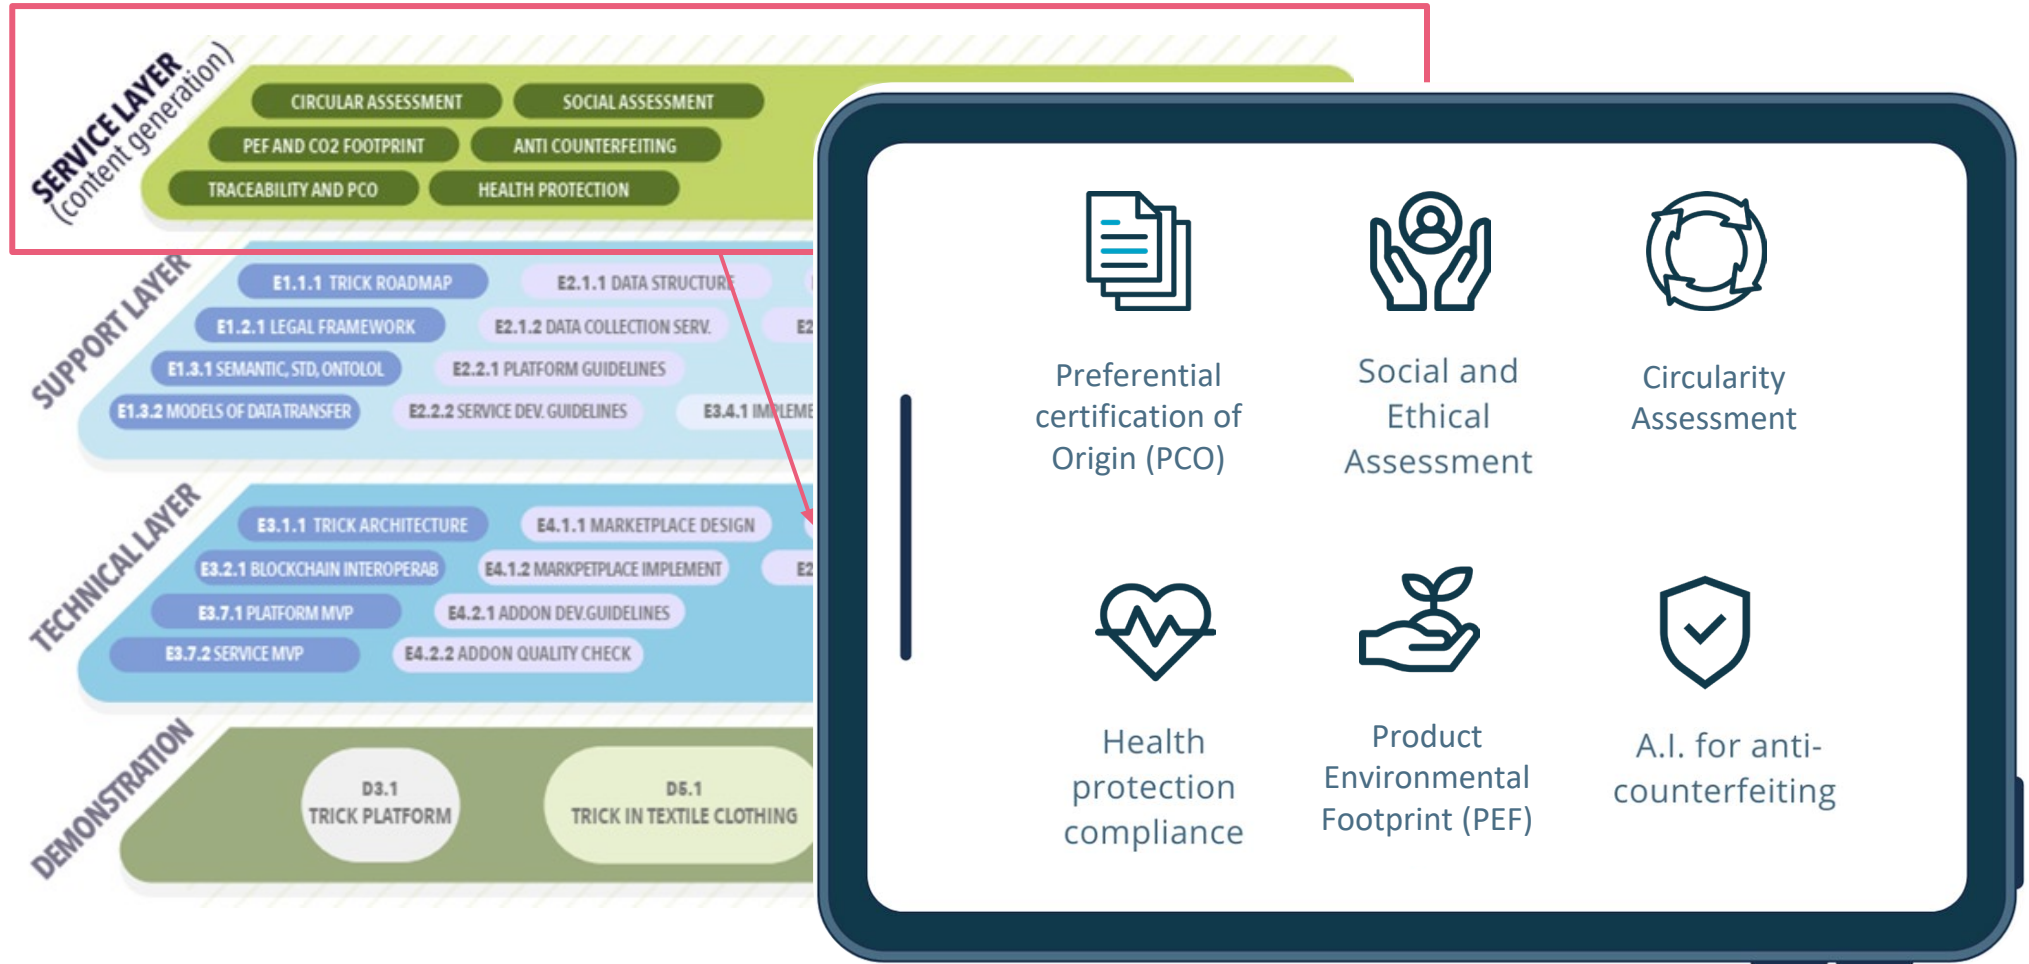 SERVICE LAYER
(content generation)
CIRCULAR ASSESSMENT
SOCIAL ASSESSMENT
PEF AND CO2 FOOTPRINT
ANTI COUNTERFEITING
TRACEABILITY AND PCO
HEALTH PROTECTION
SUPPORT LAYER
E1.1.1 TRICK ROADMAP
E2.1.1 DATA STRUCTURE
E1.2.1 LEGAL FRAMEWORK
E2.1.2 DATA COLLECTION SERV.
E2
E1.3.1 SEMANTIC, STD, ONTOLOL
E2.2.1 PLATFORM GUIDELINES
E1.3.2 MODELS OF DATA TRANSFER
E2.2.2 SERVICE DEV. GUIDELINES
E3.4.1 IMPLEME
TECHNICAL LAYER
E3.1.1 TRICK ARCHITECTURE
E4.1.1 MARKETPLACE DESIGN
E3.2.1 BLOCKCHAIN INTEROPERAB
E4.1.2 MARKPETPLACE IMPLEMENT
E2
E3.7.1 PLATFORM MVP
E4.2.1 ADDON DEV.GUIDELINES
E3.7.2 SERVICE MVP
E4.2.2 ADDON QUALITY CHECK
DEMONSTRATION
D3.1
TRICK PLATFORM
D5.1
TRICK IN TEXTILE CLOTHING
Preferential
certification of
Origin (PCO)
Social and
Ethical
Assessment
Circularity
Assessment
Health
protection
compliance
Product
Environmental
Footprint (PEF)
A.I. for anti-
counterfeiting